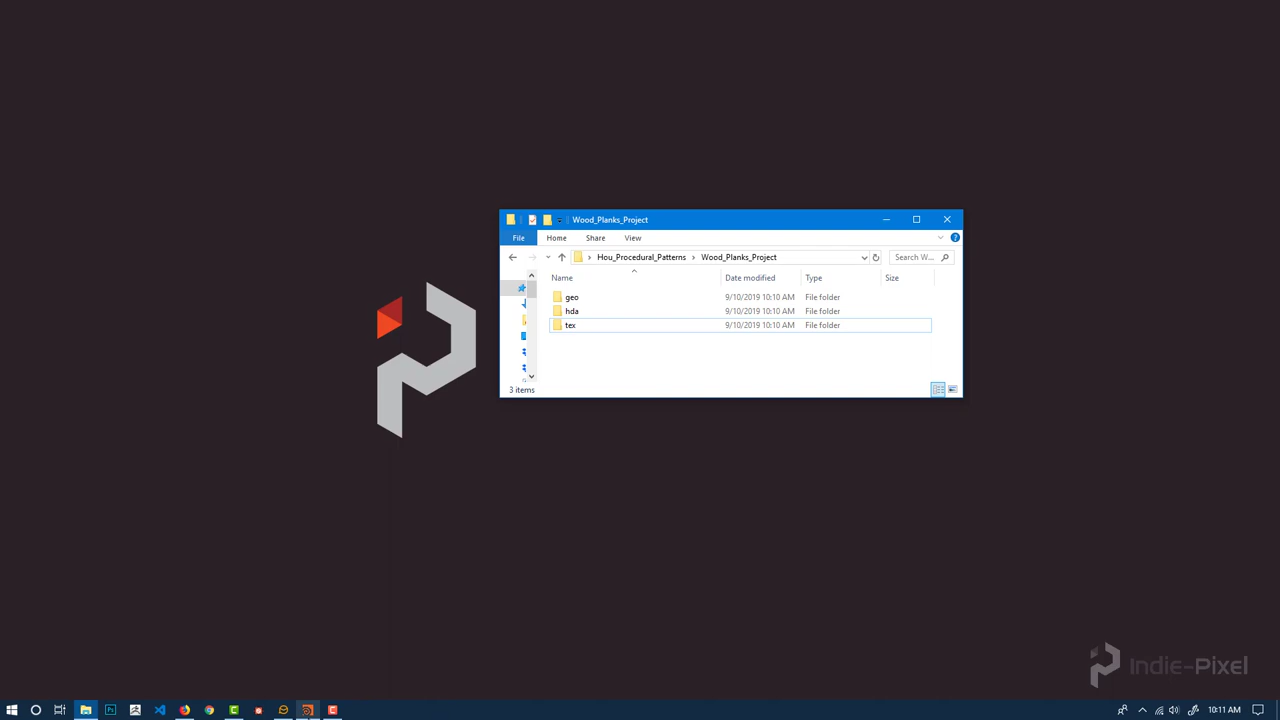 Wood_Planks_Project
File Home Share View
Hou_Procedural_Patterns > Wood_Planks_Project Search W...
Name Date modified Type Size
geo 9/10/2019 10:10 AM File folder
hda 9/10/2019 10:10 AM File folder
tex 9/10/2019 10:10 AM File folder
3 items
Indie-Pixel
10:11 AM